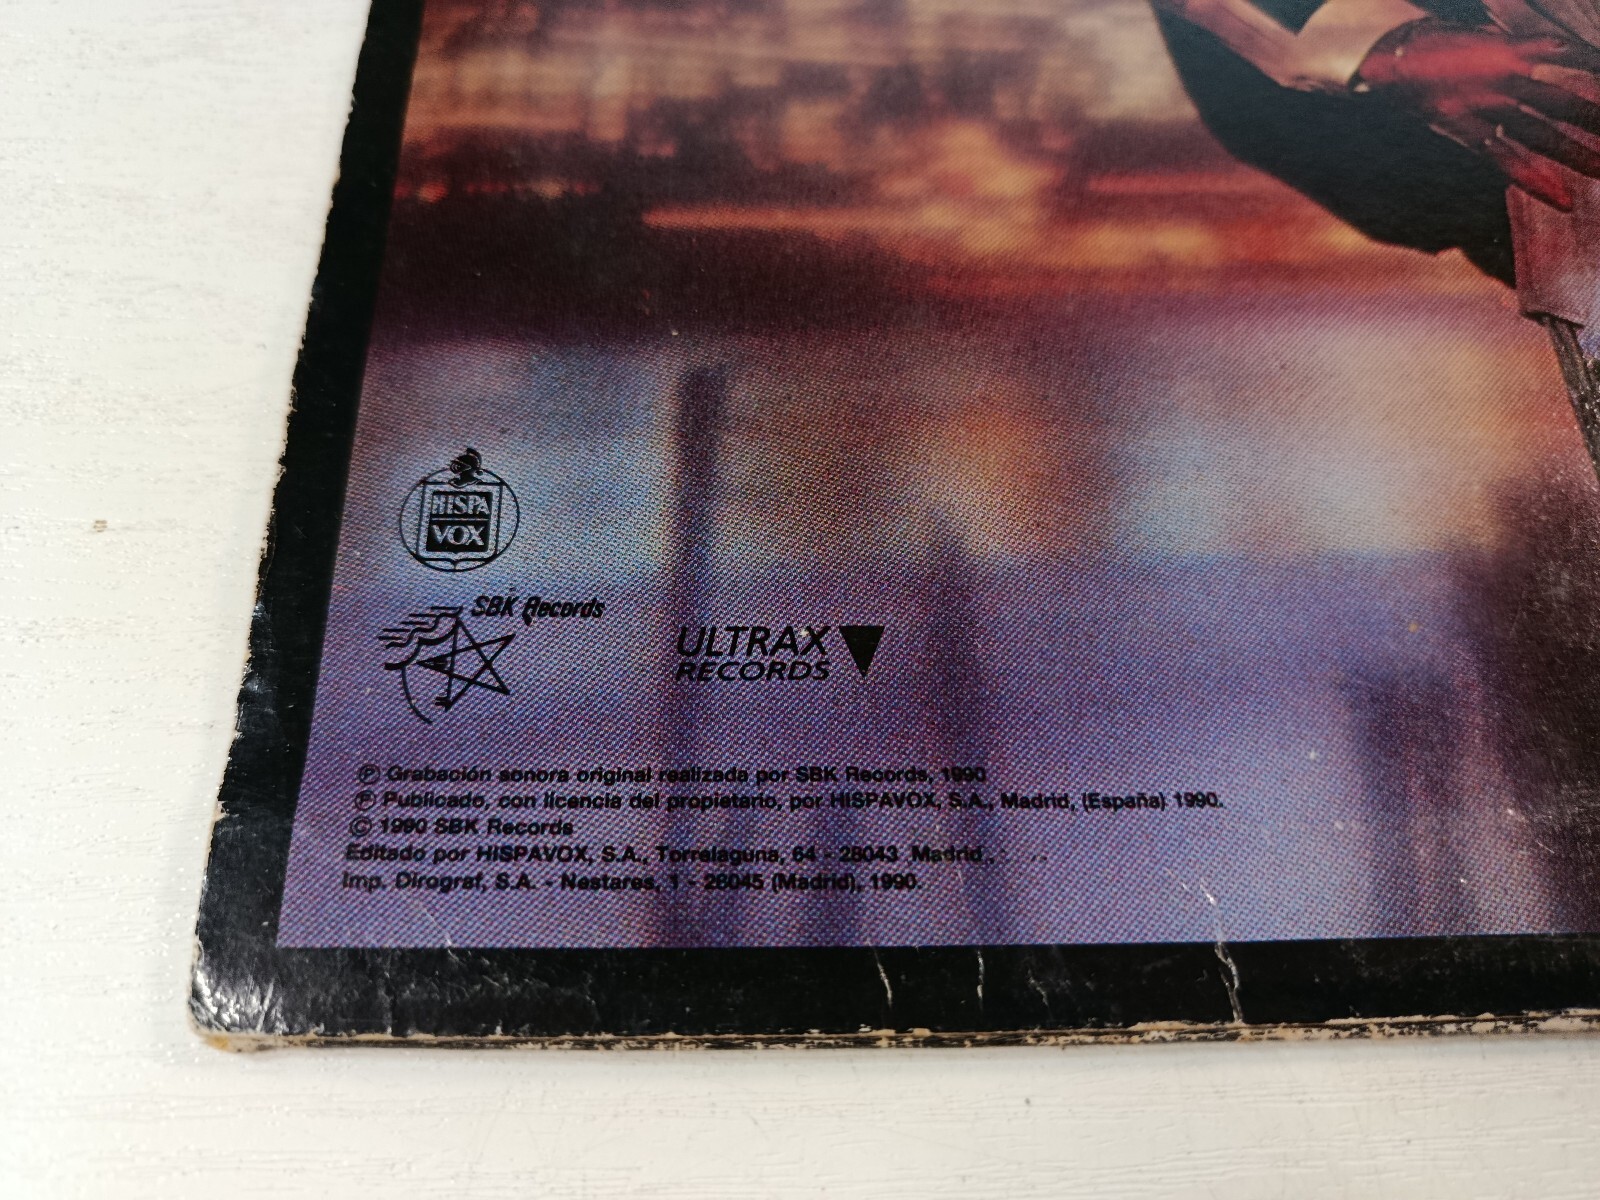 HISPA
VOX
SBK Records
ULTRAX
RECORDS
Ⓟ Grabación sonora original realizada por SBK Records, 1990
Ⓟ Publicado, con licencia del propietario, por HISPAVOX, S.A., Madrid, (España) 1990.
© 1990 SBK Records
Editado por HISPAVOX, S.A., Torrelaguna, 64 - 28043 Madrid
Imp. Dirograf, S.A. - Nestares, 1 - 28045 (Madrid), 1990.